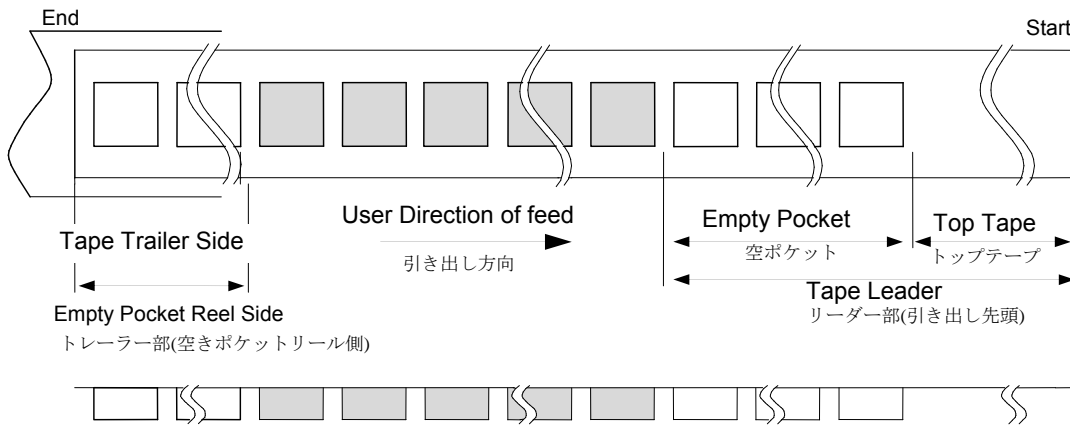 End
Start
User Direction of feed
引き出し方向
Empty Pocket
空ポケット
Top Tape
トップテープ
Tape Trailer Side
Tape Leader
リーダー部(引き出し先頭)
Empty Pocket Reel Side
トレーラー部(空きポケットリール側)